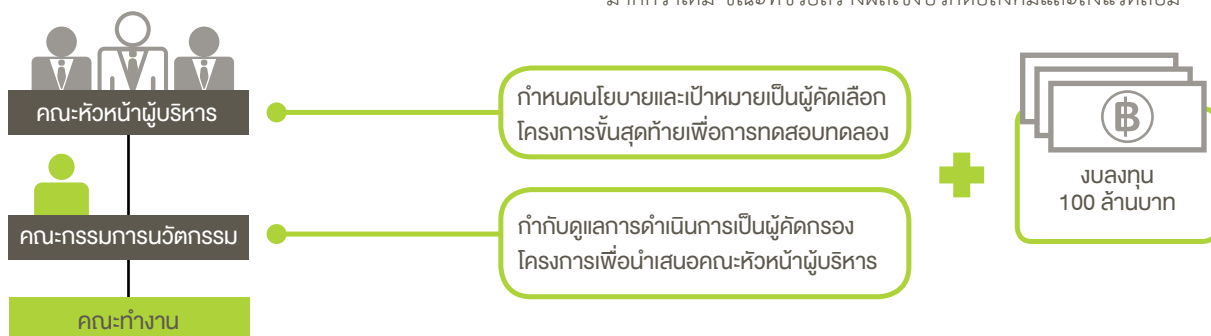 คณะหัวหน้าผู้บริหาร
กำหนดนโยบายและเป้าหมายเป็นผู้คัดเลือก
โครงการขั้นสุดท้ายเพื่อการทดสอบทดลอง
฿
งบลงทุน
100 ล้านบาท
คณะกรรมการนวัตกรรม
กำกับดูแลการดำเนินการเป็นผู้คัดกรอง
โครงการเพื่อนำเสนอคณะหัวหน้าผู้บริหาร
คณะทำงาน